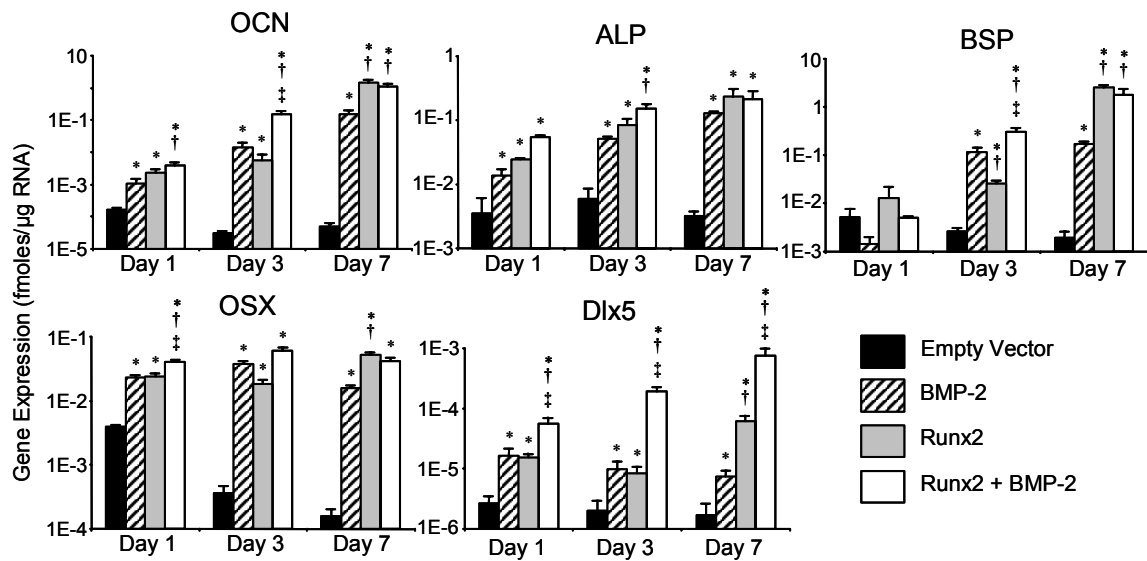 Gene Expression (fmoles/µg RNA)
OCN
10
1E-1
1E-3
1E-5
*
*
*
†
*
*
*
†
‡
*
*
†
*
†
Day 1
Day 3
Day 7
ALP
1
1E-1
1E-2
1E-3
*
*
*
*
*
*
†
*
*
*
Day 1
Day 3
Day 7
BSP
10
1
1E-1
1E-2
1E-3
*
*
†
*
†
‡
*
*
†
*
†
Day 1
Day 3
Day 7
OSX
1E-1
1E-2
1E-3
1E-4
*
*
*
†
‡
*
*
*
*
*
†
*
Day 1
Day 3
Day 7
Dlx5
1E-3
1E-4
1E-5
1E-6
*
*
*
†
‡
*
*
*
†
‡
*
*
†
*
†
‡
Day 1
Day 3
Day 7
Empty Vector
BMP-2
Runx2
Runx2 + BMP-2